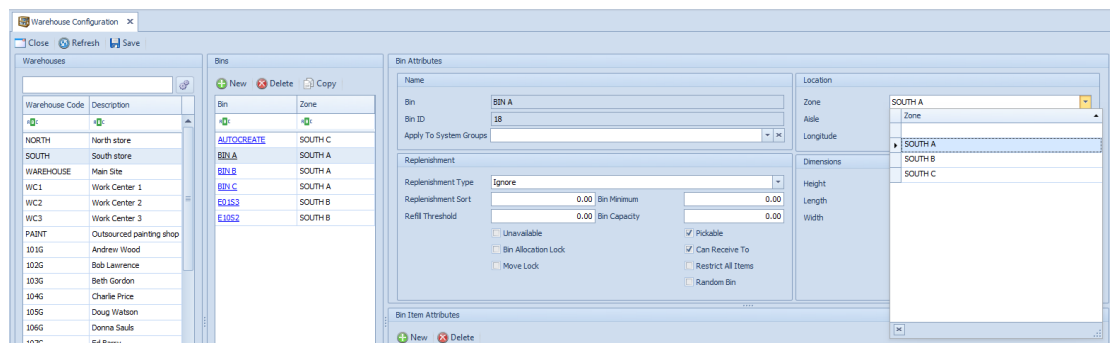 Warehouse Configuration ×
Close Refresh Save
Warehouses
Warehouse Code Description
NORTH North store
SOUTH South store
WAREHOUSE Main Site
WC1 Work Center 1
WC2 Work Center 2
WC3 Work Center 3
PAINT Outsourced painting shop
101G Andrew Wood
102G Bob Lawrence
103G Beth Gordon
104G Charlie Price
105G Doug Watson
106G Donna Sauls
Bins
New Delete Copy
Bin Zone
AUTOCREATE SOUTH C
BIN A SOUTH A
BIN B SOUTH A
BIN C SOUTH A
E01S3 SOUTH B
E10S2 SOUTH B
Bin Attributes
Name
Bin BIN A
Bin ID 18
Apply To System Groups
Replenishment
Replenishment Type Ignore
Replenishment Sort 0.00 Bin Minimum 0.00
Refill Threshold 0.00 Bin Capacity 0.00
Unavailable Pickable
Bin Allocation Lock Can Receive To
Move Lock Restrict All Items
Random Bin
Location
Zone SOUTH A
Aisle
Longitude
Zone
SOUTH A
SOUTH B
SOUTH C
Dimensions
Height
Length
Width
Bin Item Attributes
New Delete